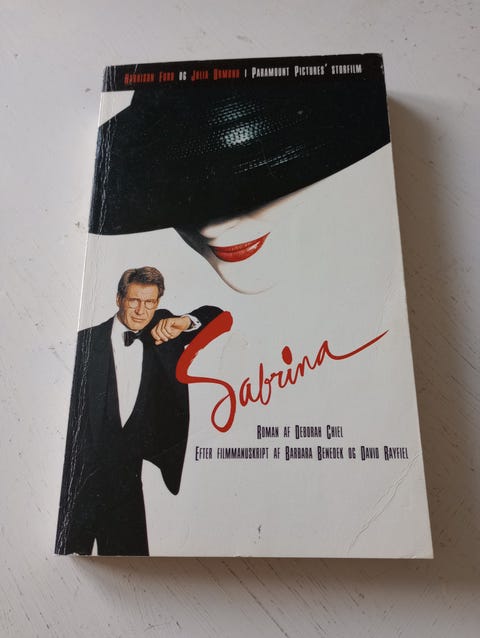 Harrison Ford og Julia Ormond i Paramount Pictures' storfilm
Sabrina
Roman af Deborah Chiel
Efter filmmanuskript af Barbara Benedek og David Rayfiel